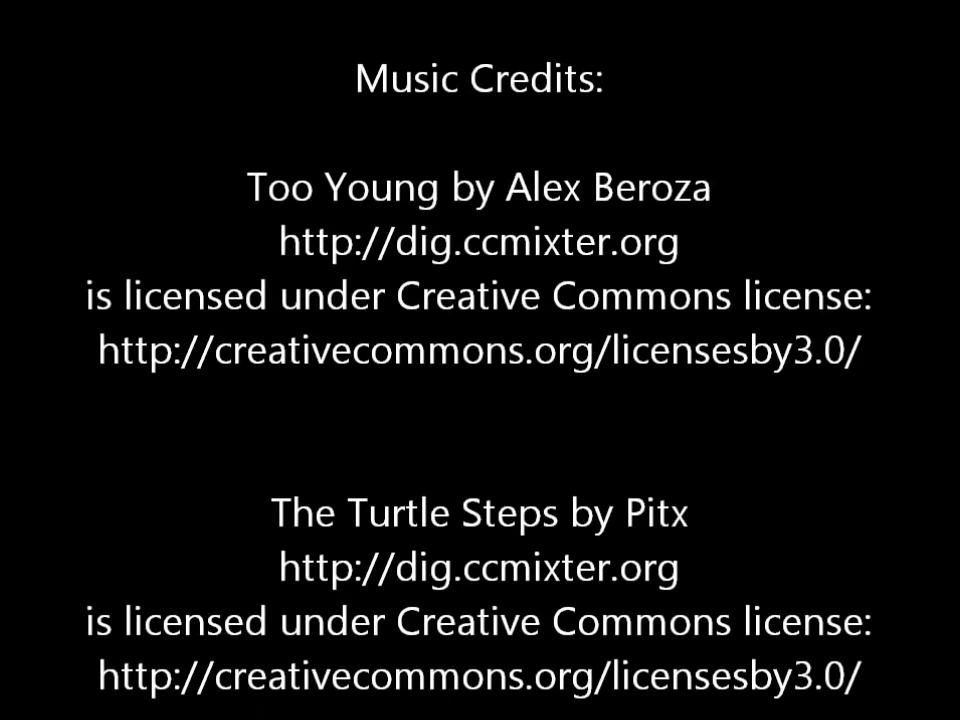 Music Credits:
Too Young by Alex Beroza
http://dig.ccmixter.org
is licensed under Creative Commons license:
http://creativecommons.org/licensesby3.0/
The Turtle Steps by Pitx
http://dig.ccmixter.org
is licensed under Creative Commons license:
http://creativecommons.org/licensesby3.0/